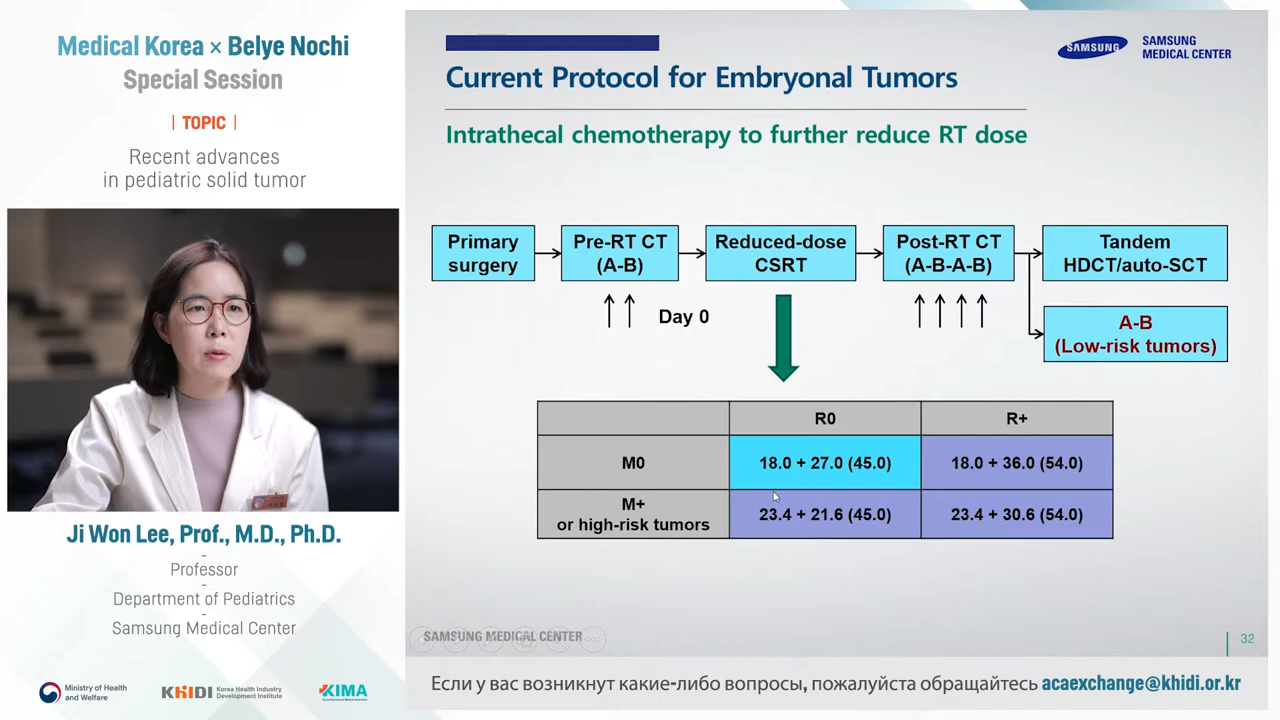 Medical Korea × Belye Nochi
Special Session
| TOPIC |
Recent advances
in pediatric solid tumor
Ji Won Lee, Prof., M.D., Ph.D.
-
Professor
-
Department of Pediatrics
-
Samsung Medical Center
Ministry of Health
and Welfare
KHIDI Korea Health Industry
Development Institute
KIMA
SAMSUNG
SAMSUNG
MEDICAL CENTER
Current Protocol for Embryonal Tumors
Intrathecal chemotherapy to further reduce RT dose
Primary
surgery
Pre-RT CT
(A-B)
Reduced-dose
CSRT
Post-RT CT
(A-B-A-B)
Tandem
HDCT/auto-SCT
Day 0
A-B
(Low-risk tumors)
R0 R+
M0 18.0 + 27.0 (45.0) 18.0 + 36.0 (54.0)
M+
or high-risk tumors 23.4 + 21.6 (45.0) 23.4 + 30.6 (54.0)
SAMSUNG MEDICAL CENTER
32
Если у вас возникнут какие-либо вопросы, пожалуйста обращайтесь acaexchange@khidi.or.kr